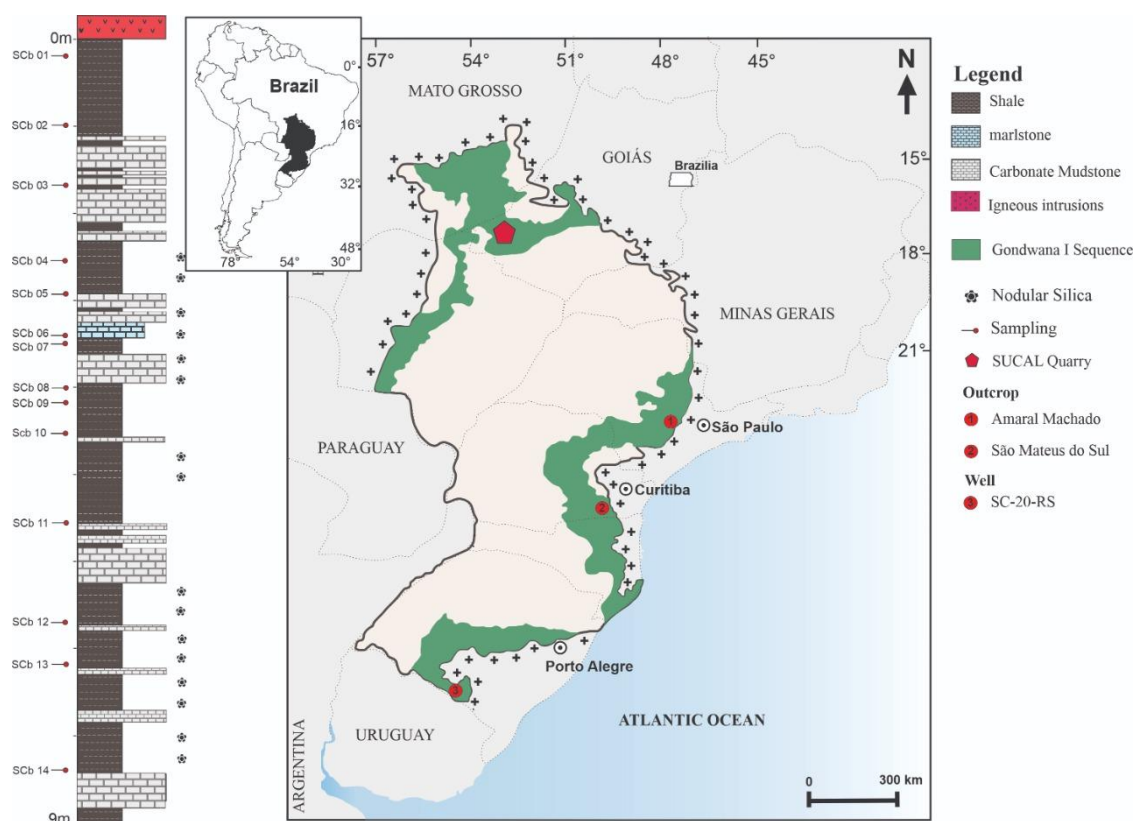 0m
SCb 01
SCb 02
SCb 03
SCb 04
SCb 05
SCb 06
SCb 07
SCb 08
SCb 09
Scb 10
SCb 11
SCb 12
SCb 13
SCb 14
9m
Brazil
0°
16°
32°
48°
78°
54°
30°
57°
54°
51°
48°
45°
N
MATO GROSSO
GOIÁS
Brazilia
15°
18°
MINAS GERAIS
21°
1
São Paulo
PARAGUAY
Curitiba
2
Porto Alegre
3
ATLANTIC OCEAN
URUGUAY
ARGENTINA
0
300 km
Legend
Shale
marlstone
Carbonate Mudstone
Igneous intrusions
Gondwana I Sequence
Nodular Silica
Sampling
SUCAL Quarry
Outcrop
1 Amaral Machado
2 São Mateus do Sul
Well
3 SC-20-RS